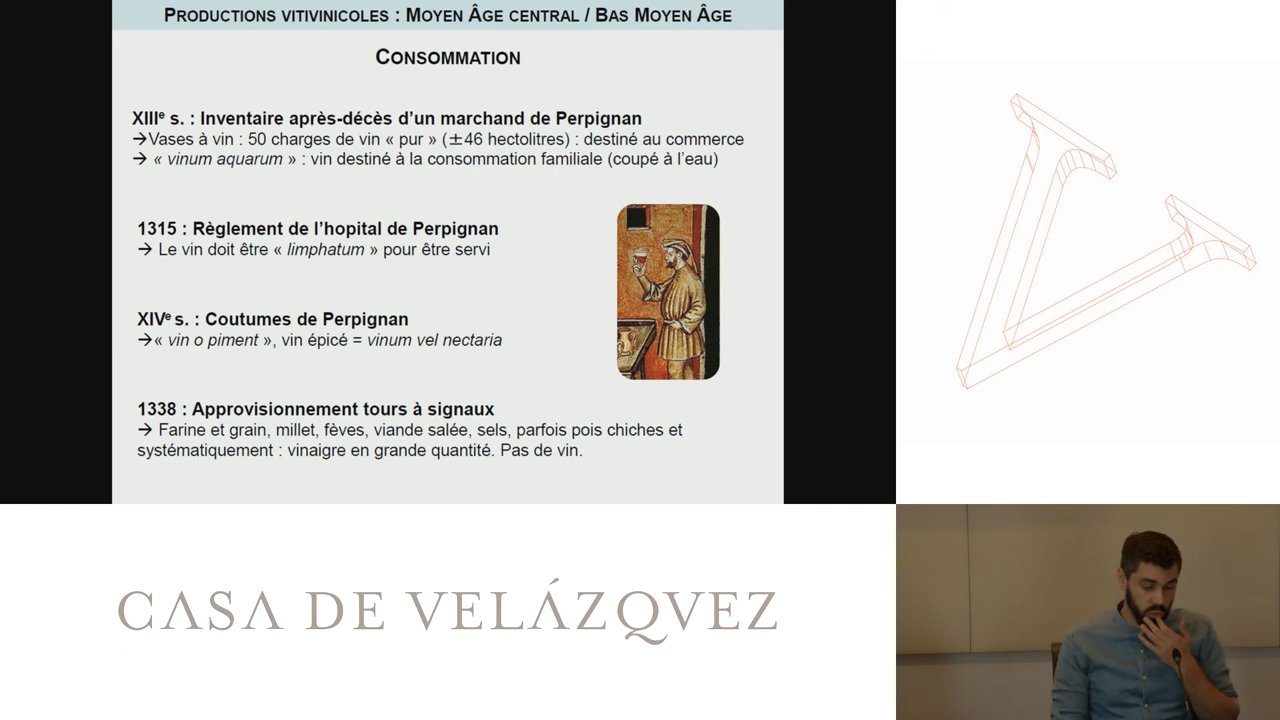 PRODUCTIONS VITIVINICOLES : MOYEN ÂGE CENTRAL / BAS MOYEN ÂGE
CONSOMMATION
XIIIe s. : Inventaire après-décès d’un marchand de Perpignan
→Vases à vin : 50 charges de vin « pur » (±46 hectolitres) : destiné au commerce
→ « vinum aquarum » : vin destiné à la consommation familiale (coupé à l’eau)
1315 : Règlement de l’hopital de Perpignan
→ Le vin doit être « limphatum » pour être servi
XIVe s. : Coutumes de Perpignan
→« vin o piment », vin épicé = vinum vel nectaria
1338 : Approvisionnement tours à signaux
→ Farine et grain, millet, fèves, viande salée, sels, parfois pois chiches et
systématiquement : vinaigre en grande quantité. Pas de vin.
CASA DE VELÁZQVEZ